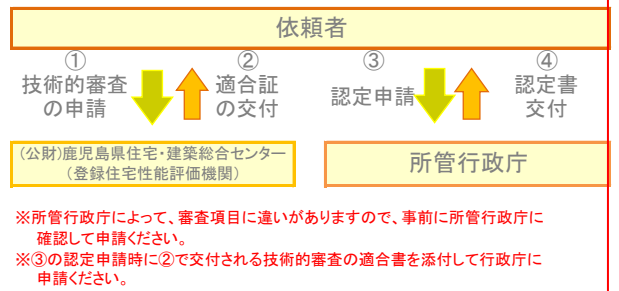 依頼者
①
技術的審査
の申請
②
適合証
の交付
③
認定申請
④
認定書
交付
(公財)鹿児島県住宅・建築総合センター
(登録住宅性能評価機関)
所管行政庁
※所管行政庁によって、審査項目に違いがありますので、事前に所管行政庁に
確認して申請ください。
※③の認定申請時に②で交付される技術的審査の適合書を添付して行政庁に
申請ください。